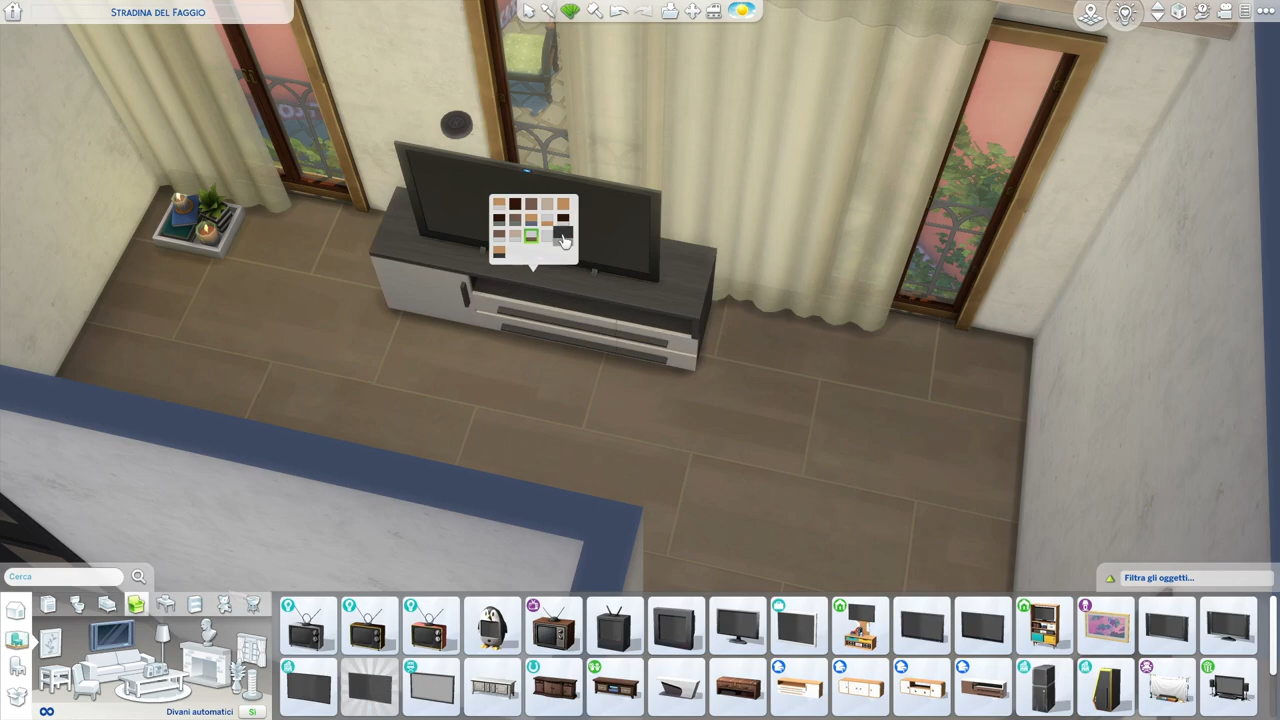 Stradina del Faggio
Cerca
Filtra gli oggetti...
Divani automatici
Sì